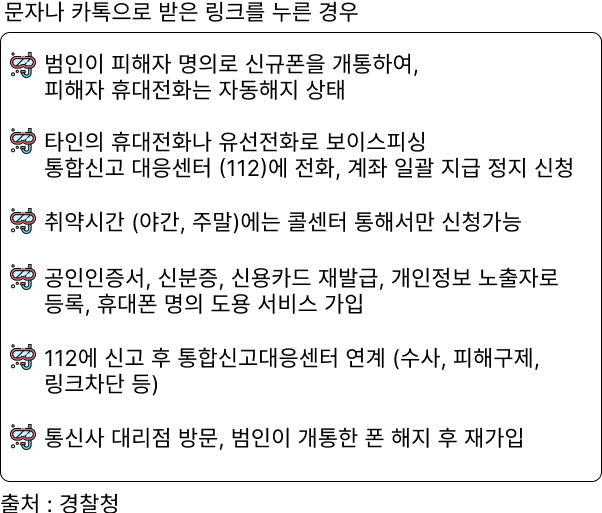 문자나 카톡으로 받은 링크를 누른 경우
범인이 피해자 명의로 신규폰을 개통하여,
피해자 휴대전화는 자동해지 상태
타인의 휴대전화나 유선전화로 보이스피싱
통합신고 대응센터 (112)에 전화, 계좌 일괄 지급 정지 신청
취약시간 (야간, 주말)에는 콜센터 통해서만 신청가능
공인인증서, 신분증, 신용카드 재발급, 개인정보 노출자로
등록, 휴대폰 명의 도용 서비스 가입
112에 신고 후 통합신고대응센터 연계 (수사, 피해구제,
링크차단 등)
통신사 대리점 방문, 범인이 개통한 폰 해지 후 재가입
출처 : 경찰청